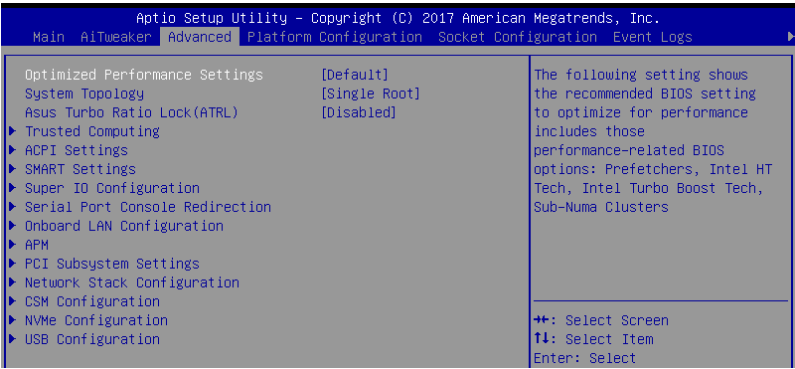 Aptio Setup Utility – Copyright (C) 2017 American Megatrends, Inc.
Main AiTweaker Advanced Platform Configuration Socket Configuration Event Logs
Optimized Performance Settings [Default]
System Topology [Single Root]
Asus Turbo Ratio Lock(ATRL) [Disabled]
Trusted Computing
ACPI Settings
SMART Settings
Super IO Configuration
Serial Port Console Redirection
Onboard LAN Configuration
APM
PCI Subsystem Settings
Network Stack Configuration
CSM Configuration
NVMe Configuration
USB Configuration
The following setting shows
the recommended BIOS setting
to optimize for performance
includes those
performance-related BIOS
options: Prefetchers, Intel HT
Tech, Intel Turbo Boost Tech,
Sub-Numa Clusters
→←: Select Screen
↑↓: Select Item
Enter: Select